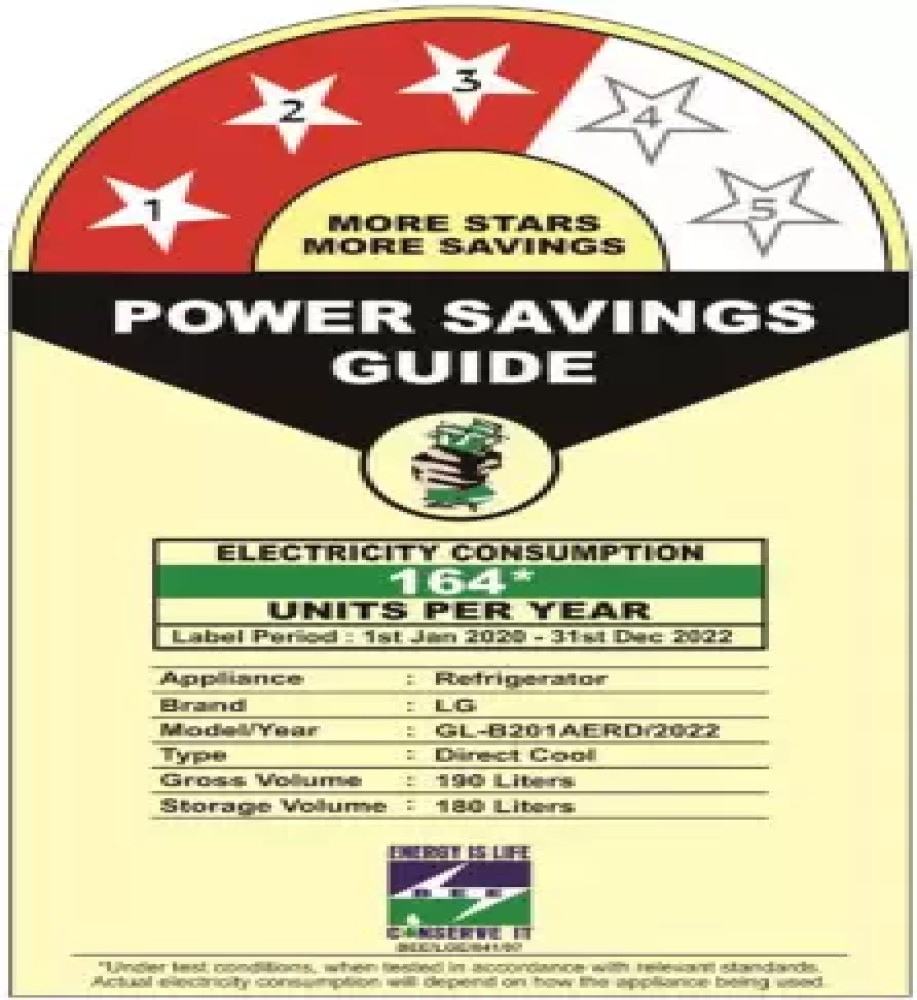 1
2
3
4
5
MORE STARS
MORE SAVINGS
POWER SAVINGS
GUIDE
ELECTRICITY CONSUMPTION
164*
UNITS PER YEAR
Label Period : 1st Jan 2020 - 31st Dec 2022
Appliance : Refrigerator
Brand : LG
Model/Year : GL-B201AERD/2022
Type : Direct Cool
Gross Volume : 190 Liters
Storage Volume : 180 Liters
ENERGY IS LIFE
BEE
CONSERVE IT
*Under test conditions, when tested in accordance with relevant standards.
Actual electricity consumption will depend on how the appliance being used.